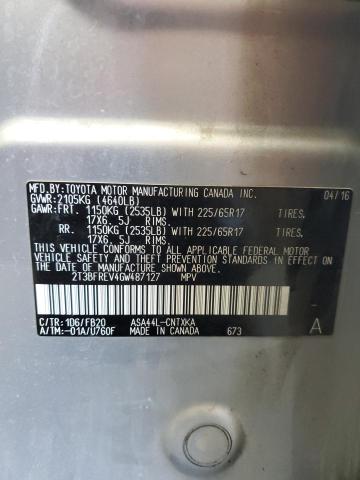 MFD.BY:TOYOTA MOTOR MANUFACTURING CANADA INC. 04/16
GVWR:2105KG (4640LB)
GAWR:FRT. 1150KG (2535LB) WITH 225/65R17 TIRES,
17X6. 5J RIMS,
RR. 1150KG (2535LB) WITH 225/65R17 TIRES,
17X6. 5J RIMS,
THIS VEHICLE CONFORMS TO ALL APPLICABLE FEDERAL MOTOR
VEHICLE SAFETY AND
THEFT PREVENTION STANDARDS IN EFFECT ON THE DATE OF
MANUFACTURE SHOWN ABOVE.
2T3BFREV4GW487127 MPV
C/TR:1D6/FB20 ASA44L-CNTXKA A
A/TM:-01A/U760F MADE IN CANADA 673